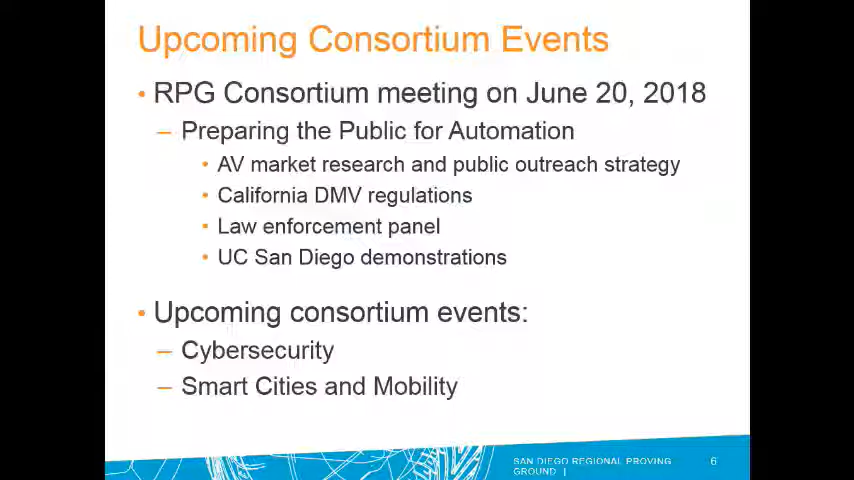 Upcoming Consortium Events
• RPG Consortium meeting on June 20, 2018
– Preparing the Public for Automation
• AV market research and public outreach strategy
• California DMV regulations
• Law enforcement panel
• UC San Diego demonstrations
• Upcoming consortium events:
– Cybersecurity
– Smart Cities and Mobility
SAN DIEGO REGIONAL PROVING
GROUND |
6